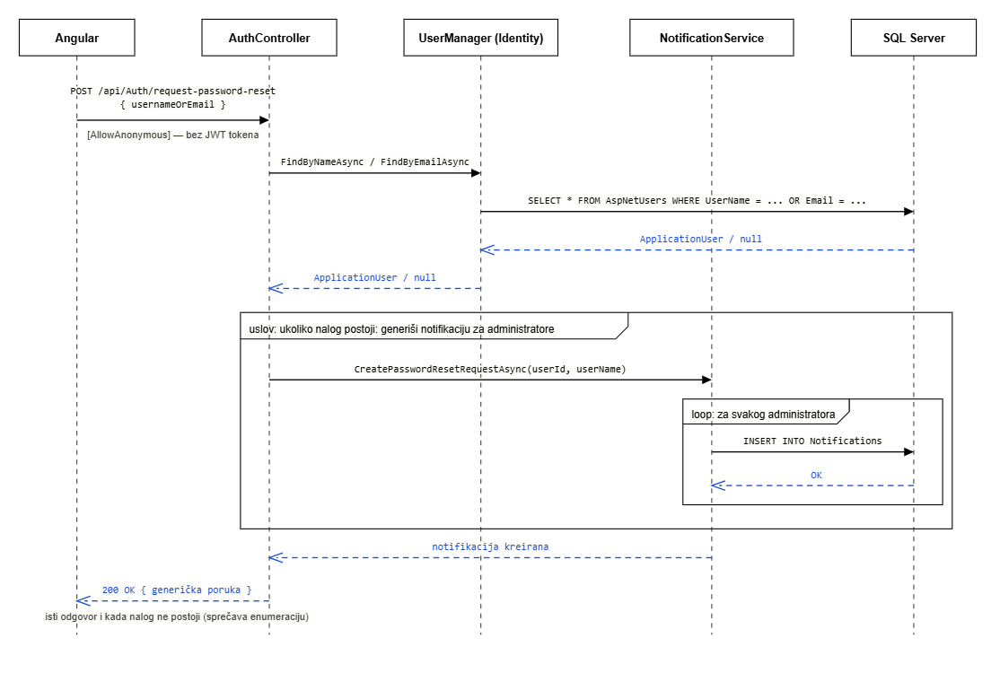 Angular
AuthController
UserManager (Identity)
NotificationService
SQL Server
POST /api/Auth/request-password-reset
{ usernameOrEmail }
[AllowAnonymous] — bez JWT tokena
FindByNameAsync / FindByEmailAsync
SELECT * FROM AspNetUsers WHERE UserName = ... OR Email = ...
ApplicationUser / null
ApplicationUser / null
uslov: ukoliko nalog postoji: generiši notifikaciju za administratore
CreatePasswordResetRequestAsync(userId, userName)
loop: za svakog administratora
INSERT INTO Notifications
OK
notifikacija kreirana
200 OK { generička poruka }
isti odgovor i kada nalog ne postoji (sprečava enumeraciju)